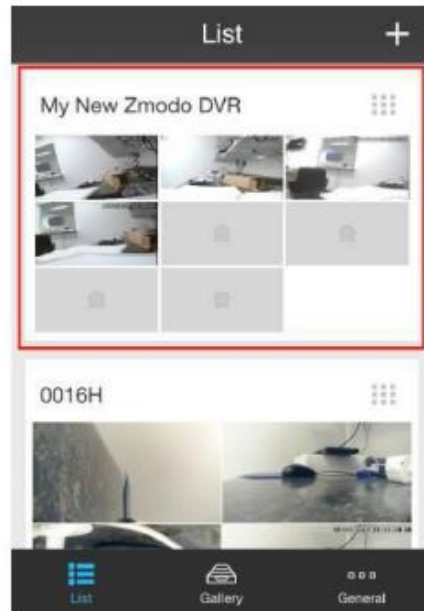 List
My New Zmodo DVR
0016H
List
Gallery
General